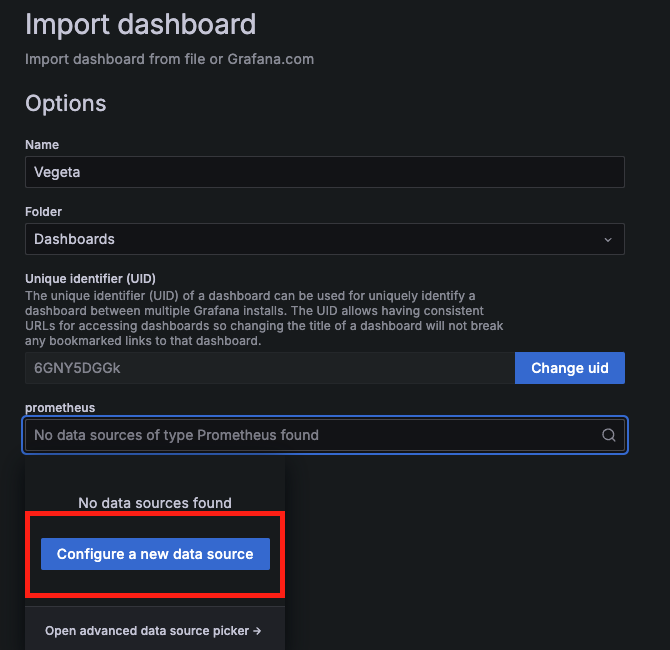 Import dashboard
Import dashboard from file or Grafana.com
Options
Name
Vegeta
Folder
Dashboards
Unique identifier (UID)
The unique identifier (UID) of a dashboard can be used for uniquely identify a
dashboard between multiple Grafana installs. The UID allows having consistent
URLs for accessing dashboards so changing the title of a dashboard will not break
any bookmarked links to that dashboard.
6GNY5DGGk
Change uid
prometheus
No data sources of type Prometheus found
No data sources found
Configure a new data source
Open advanced data source picker →